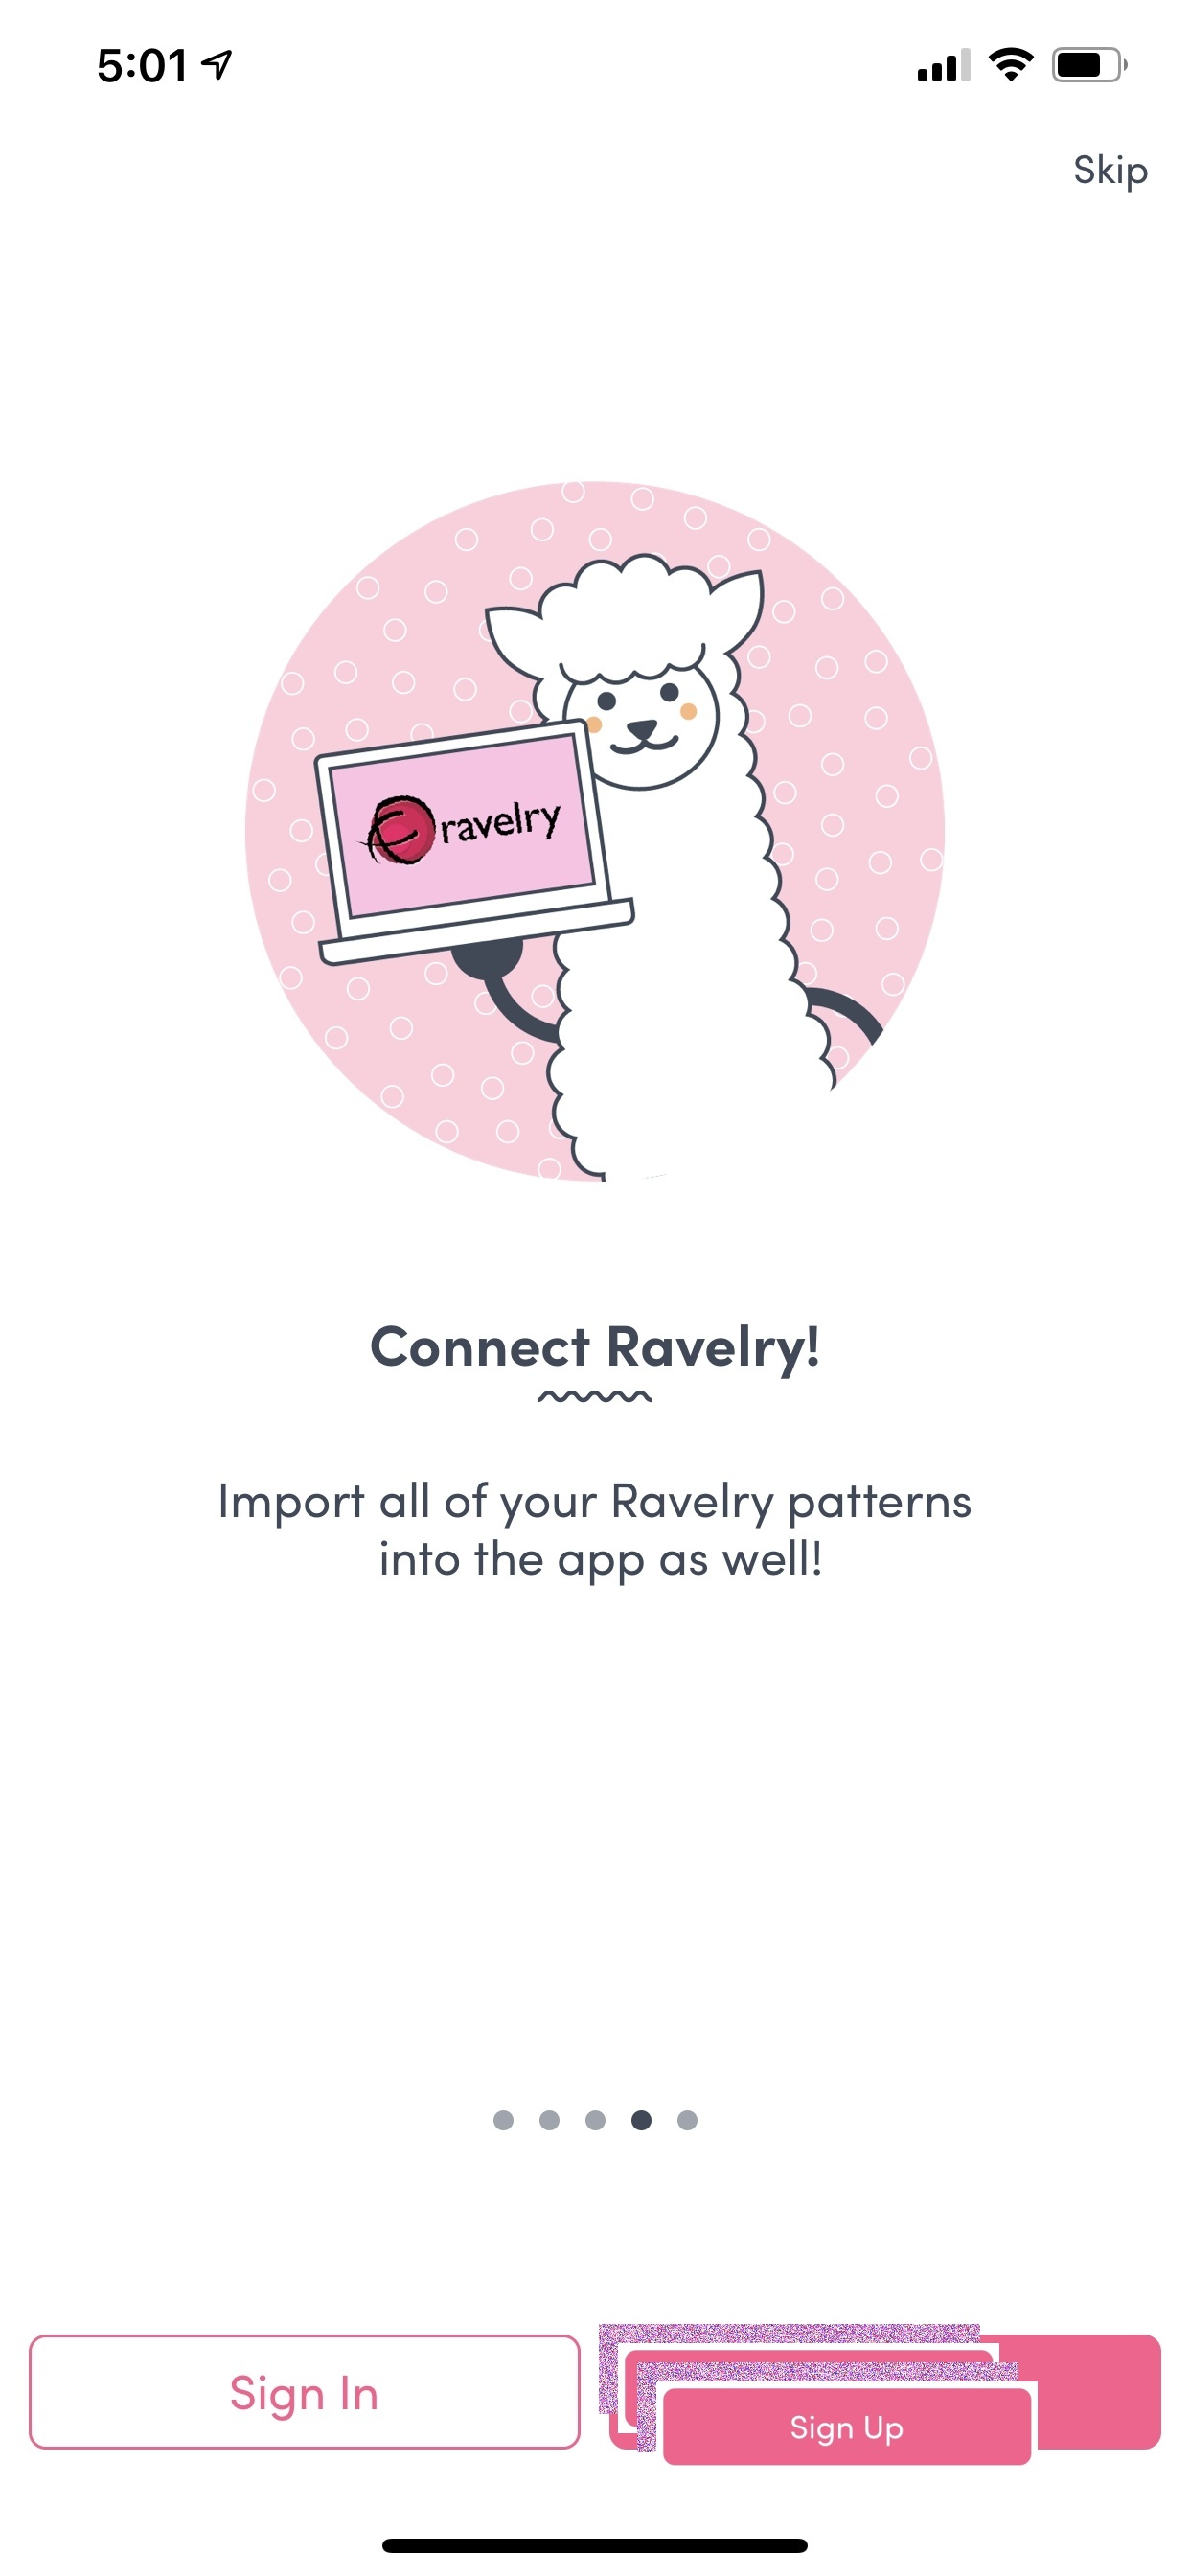 5:01
Skip
ravelry
Connect Ravelry!
Import all of your Ravelry patterns
into the app as well!
Sign In
Sign Up